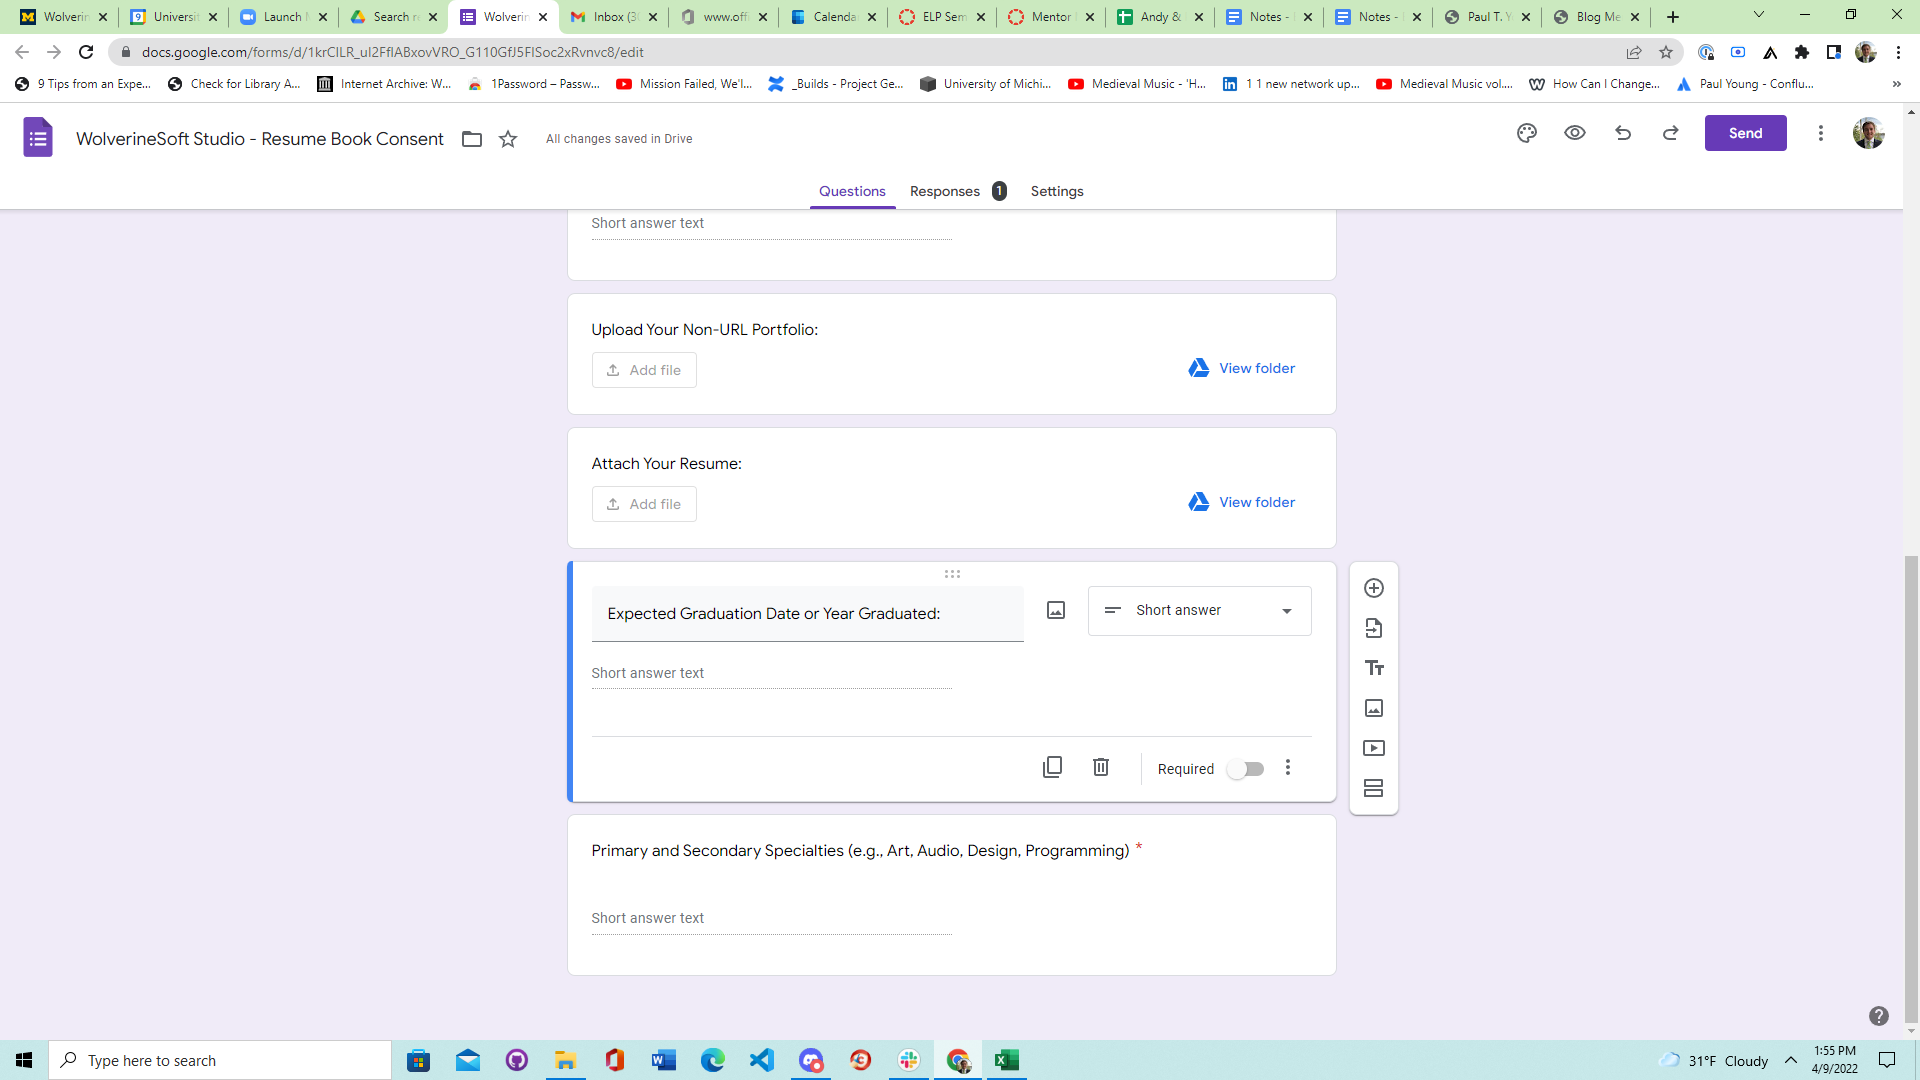 Wolverin
Universit
Launch M
Search re
Wolverin
Inbox (3
www.offi
Calendar
ELP Sem
Mentor
Andy &
Notes -
Notes -
Paul T. Y
Blog Me
docs.google.com/forms/d/1krCILR_uI2FfIABxovVRO_G110GfJ5FISoc2xRvnvc8/edit
9 Tips from an Expe...
Check for Library A...
Internet Archive: W...
1Password – Passw...
Mission Failed, We'l...
_Builds - Project Ge...
University of Michi...
Medieval Music - 'H...
1 1 new network up...
Medieval Music vol....
How Can I Change...
Paul Young - Conflu...
»
WolverineSoft Studio - Resume Book Consent
All changes saved in Drive
Send
Questions
Responses 1
Settings
Short answer text
Upload Your Non-URL Portfolio:
Add file
View folder
Attach Your Resume:
Add file
View folder
Expected Graduation Date or Year Graduated:
Short answer
Short answer text
Required
Primary and Secondary Specialties (e.g., Art, Audio, Design, Programming) *
Short answer text
Type here to search
31°F Cloudy
1:55 PM
4/9/2022